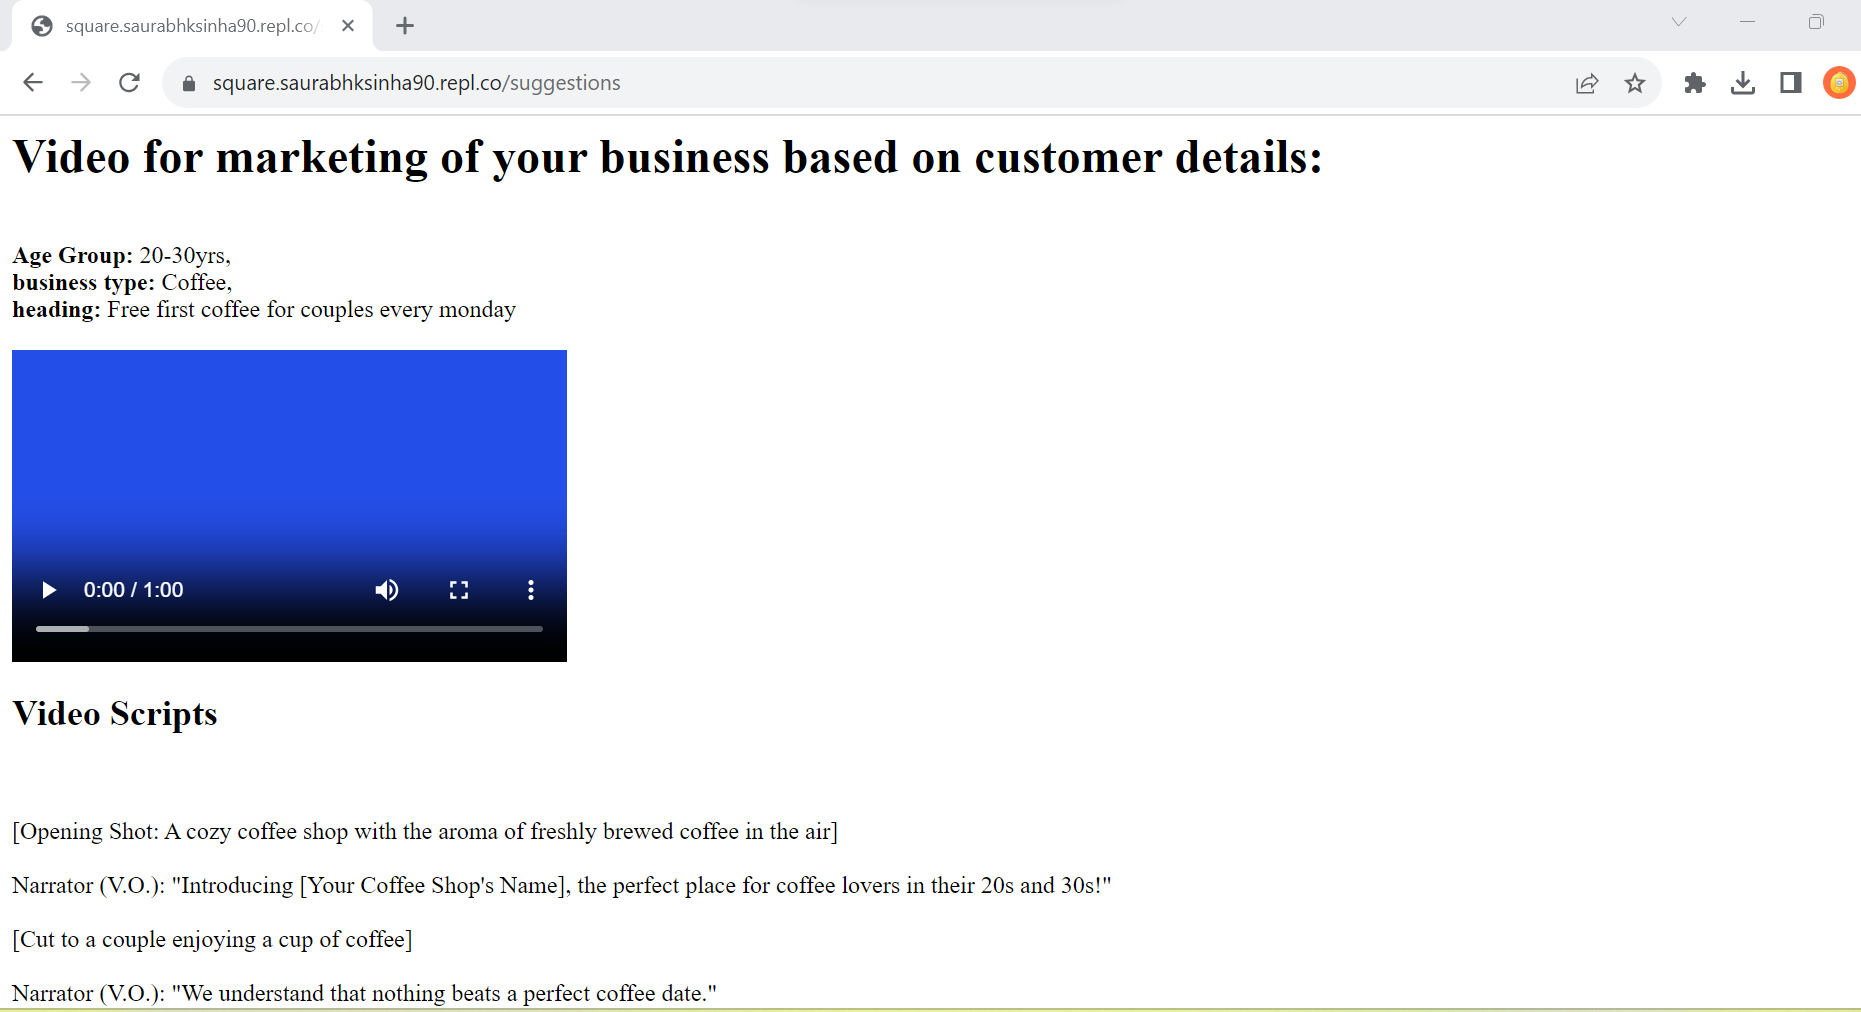 square.saurabhksinha90.repl.co/
square.saurabhksinha90.repl.co/suggestions
Video for marketing of your business based on customer details:
Age Group: 20-30yrs,
business type: Coffee,
heading: Free first coffee for couples every monday
0:00 / 1:00
Video Scripts
[Opening Shot: A cozy coffee shop with the aroma of freshly brewed coffee in the air]
Narrator (V.O.): "Introducing [Your Coffee Shop's Name], the perfect place for coffee lovers in their 20s and 30s!"
[Cut to a couple enjoying a cup of coffee]
Narrator (V.O.): "We understand that nothing beats a perfect coffee date."